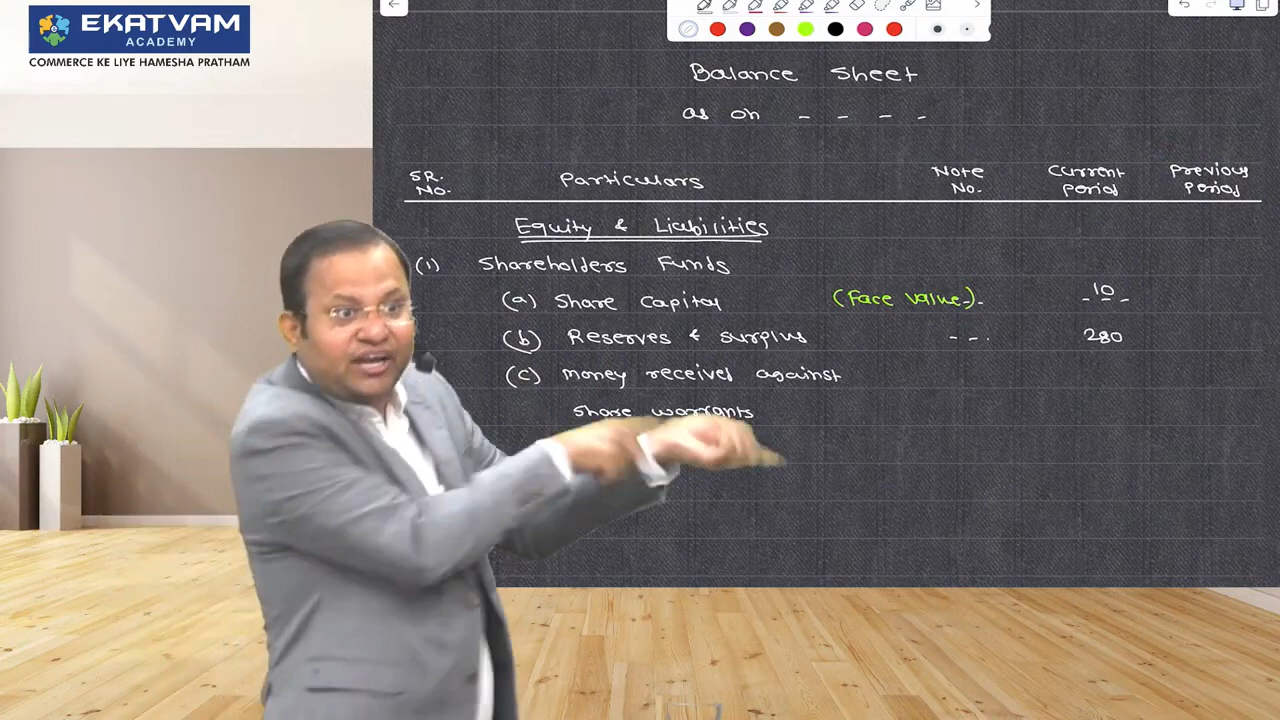 EKATVAM
ACADEMY
COMMERCE KE LIYE HAMESHA PRATHAM
Balance Sheet
as on - - - -
SR. No. Particulars Note No. Current Period Previous Period
Equity & Liabilities
(1) Shareholders Funds
(a) Share Capital (Face Value) - - 10 -
(b) Reserves & Surplus - - . 280
(c) Money received against
Share warrants